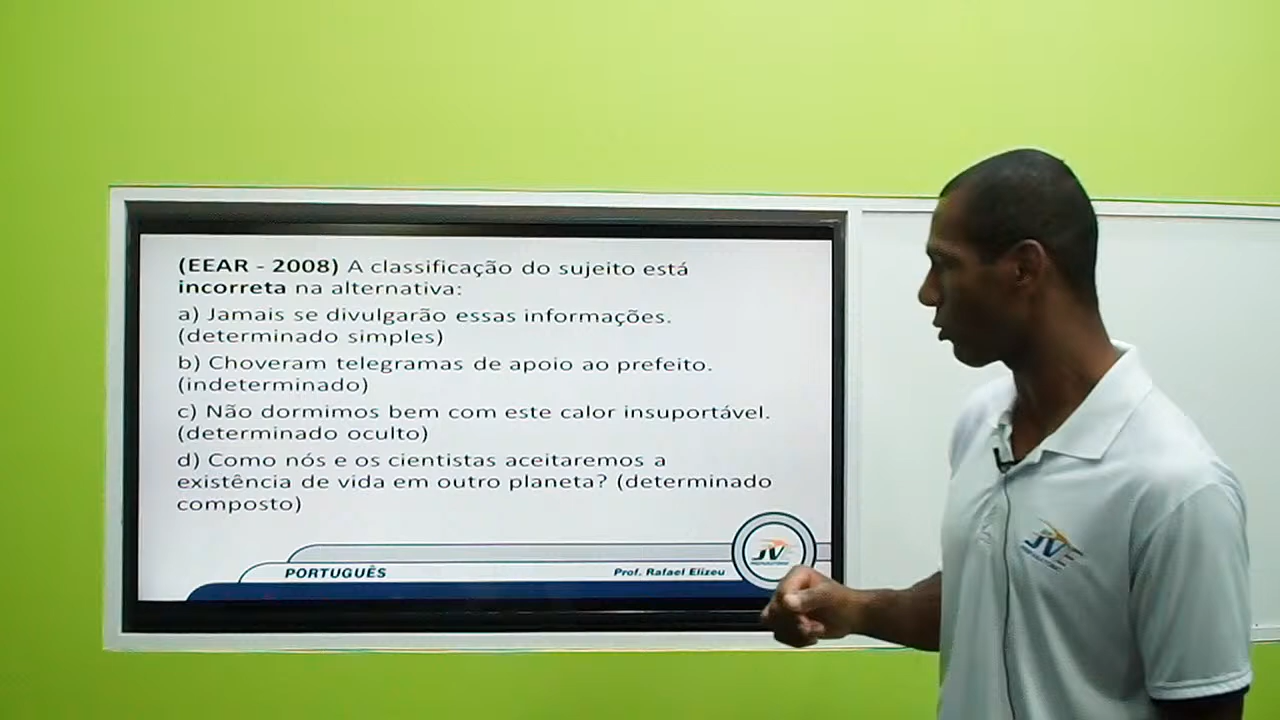 (EEAR - 2008) A classificação do sujeito está
incorreta na alternativa:
a) Jamais se divulgarão essas informações.
(determinado simples)
b) Choveram telegramas de apoio ao prefeito.
(indeterminado)
c) Não dormimos bem com este calor insuportável.
(determinado oculto)
d) Como nós e os cientistas aceitaremos a
existência de vida em outro planeta? (determinado
composto)
PORTUGUÊS
Prof. Rafael Elizeu
JVE
JVE